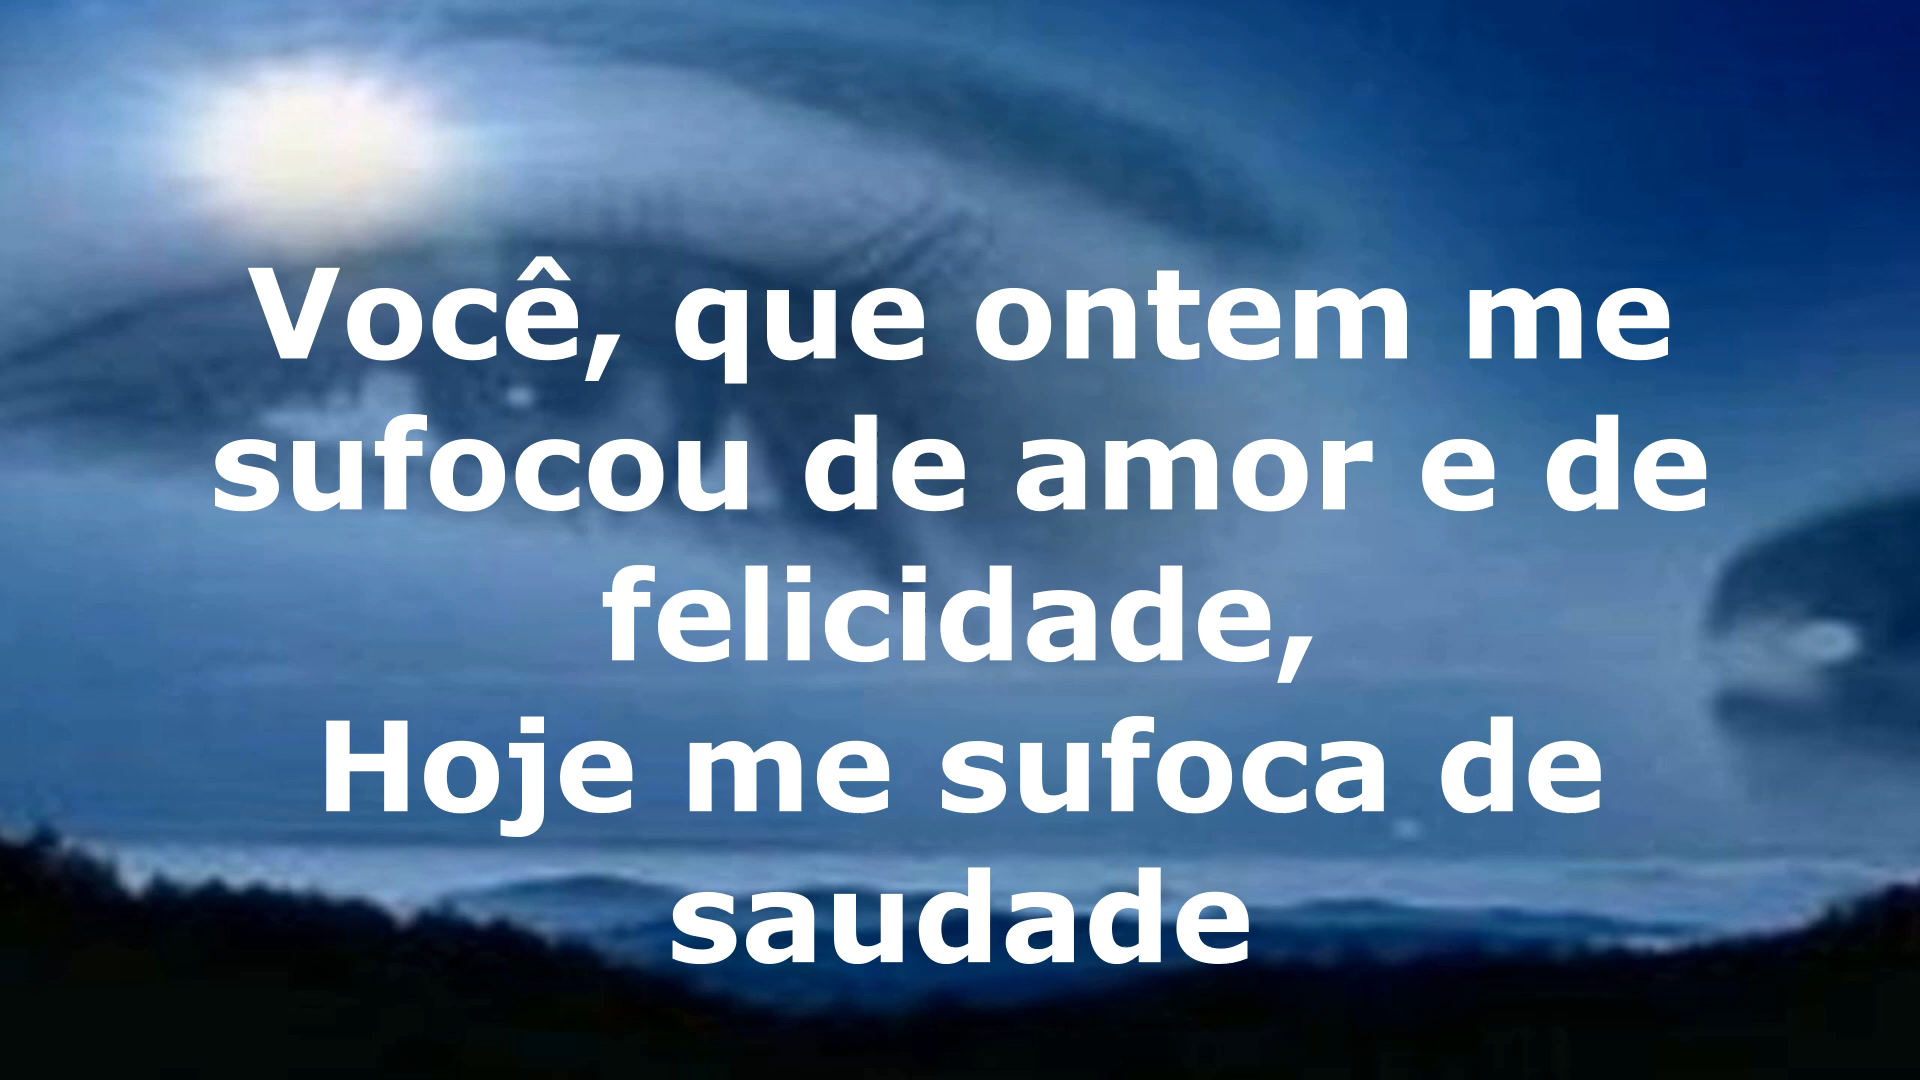 Você, que ontem me
sufocou de amor e de
felicidade,
Hoje me sufoca de
saudade